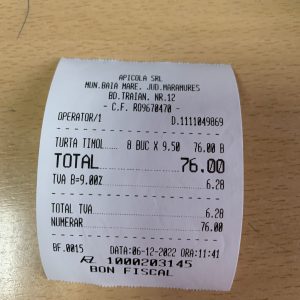 APICOLA SRL
MUN.BAIA MARE, JUD.MARAMURES
BD.TRAIAN, NR.12
- C.F. RO9670470 -
OPERATOR/1 D.1111049869
TURTA TIMOL 8 BUC X 9.50 76.00 B
TOTAL 76.00
TVA B=9.00% 6.28
TOTAL TVA 6.28
NUMERAR 76.00
BF.0015 DATA:06-12-2022 ORA:11:41
1000203145
BON FISCAL